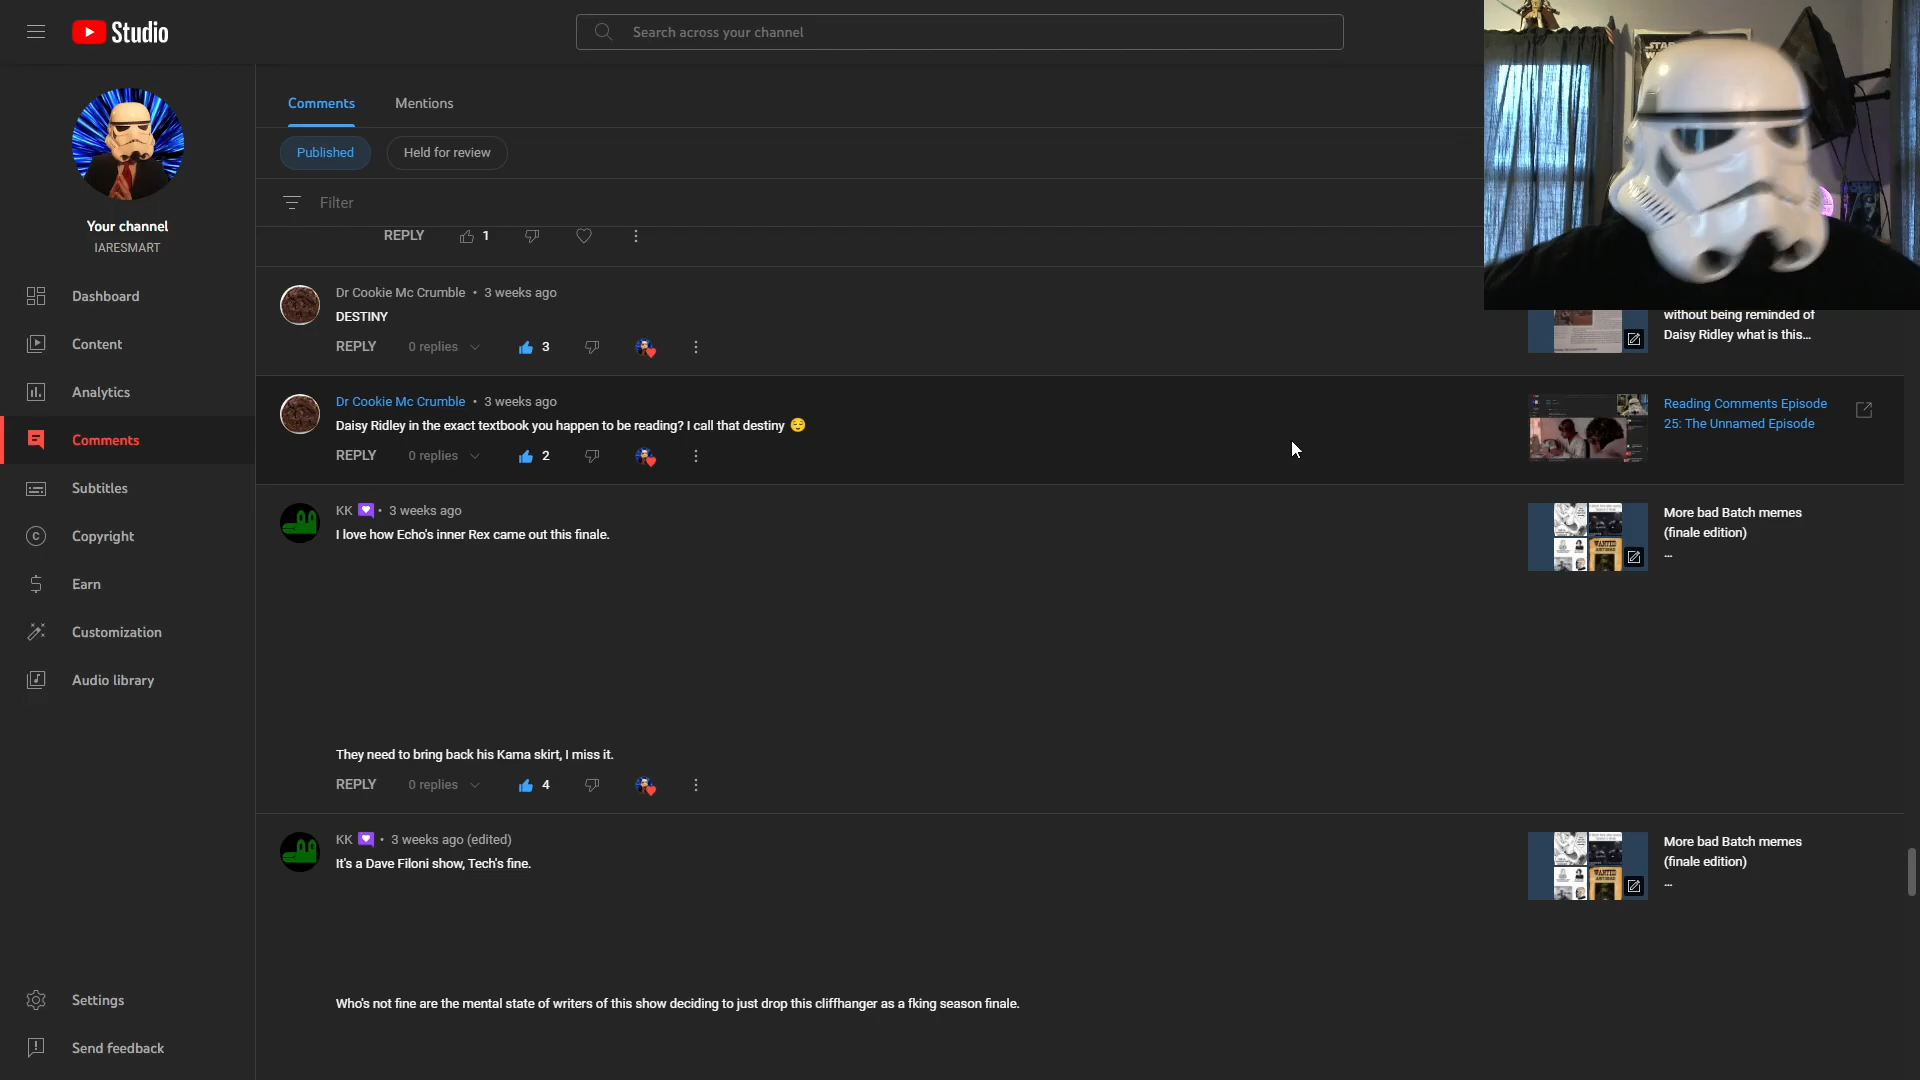 Studio
Search across your channel
STAR
Your channel
IARESMART
Dashboard
Content
Analytics
Comments
Subtitles
Copyright
Earn
Customization
Audio library
Settings
Send feedback
Comments
Mentions
Published
Held for review
Filter
REPLY
1
Dr Cookie Mc Crumble • 3 weeks ago
DESTINY
REPLY
0 replies
3
without being reminded of
Daisy Ridley what is this...
Dr Cookie Mc Crumble • 3 weeks ago
Daisy Ridley in the exact textbook you happen to be reading? I call that destiny 😌
REPLY
0 replies
2
Reading Comments Episode
25: The Unnamed Episode
KK • 3 weeks ago
I love how Echo's inner Rex came out this finale.
They need to bring back his Kama skirt, I miss it.
REPLY
0 replies
4
More bad Batch memes
(finale edition)
...
WANTED
KK • 3 weeks ago (edited)
It's a Dave Filoni show, Tech's fine.
Who's not fine are the mental state of writers of this show deciding to just drop this cliffhanger as a fking season finale.
More bad Batch memes
(finale edition)
...
WANTED